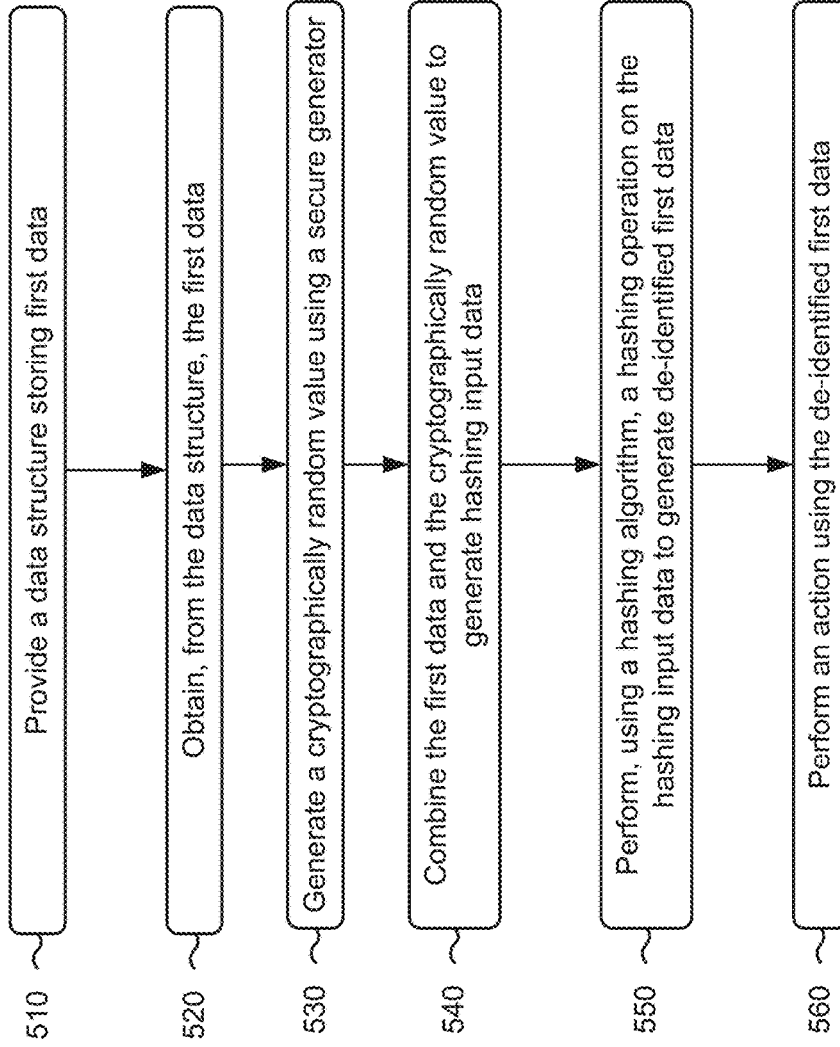 510
Provide a data structure storing first data
520
Obtain, from the data structure, the first data
530
Generate a cryptographically random value using a secure generator
540
Combine the first data and the cryptographically random value to
generate hashing input data
550
Perform, using a hashing algorithm, a hashing operation on the
hashing input data to generate de-identified first data
560
Perform an action using the de-identified first data